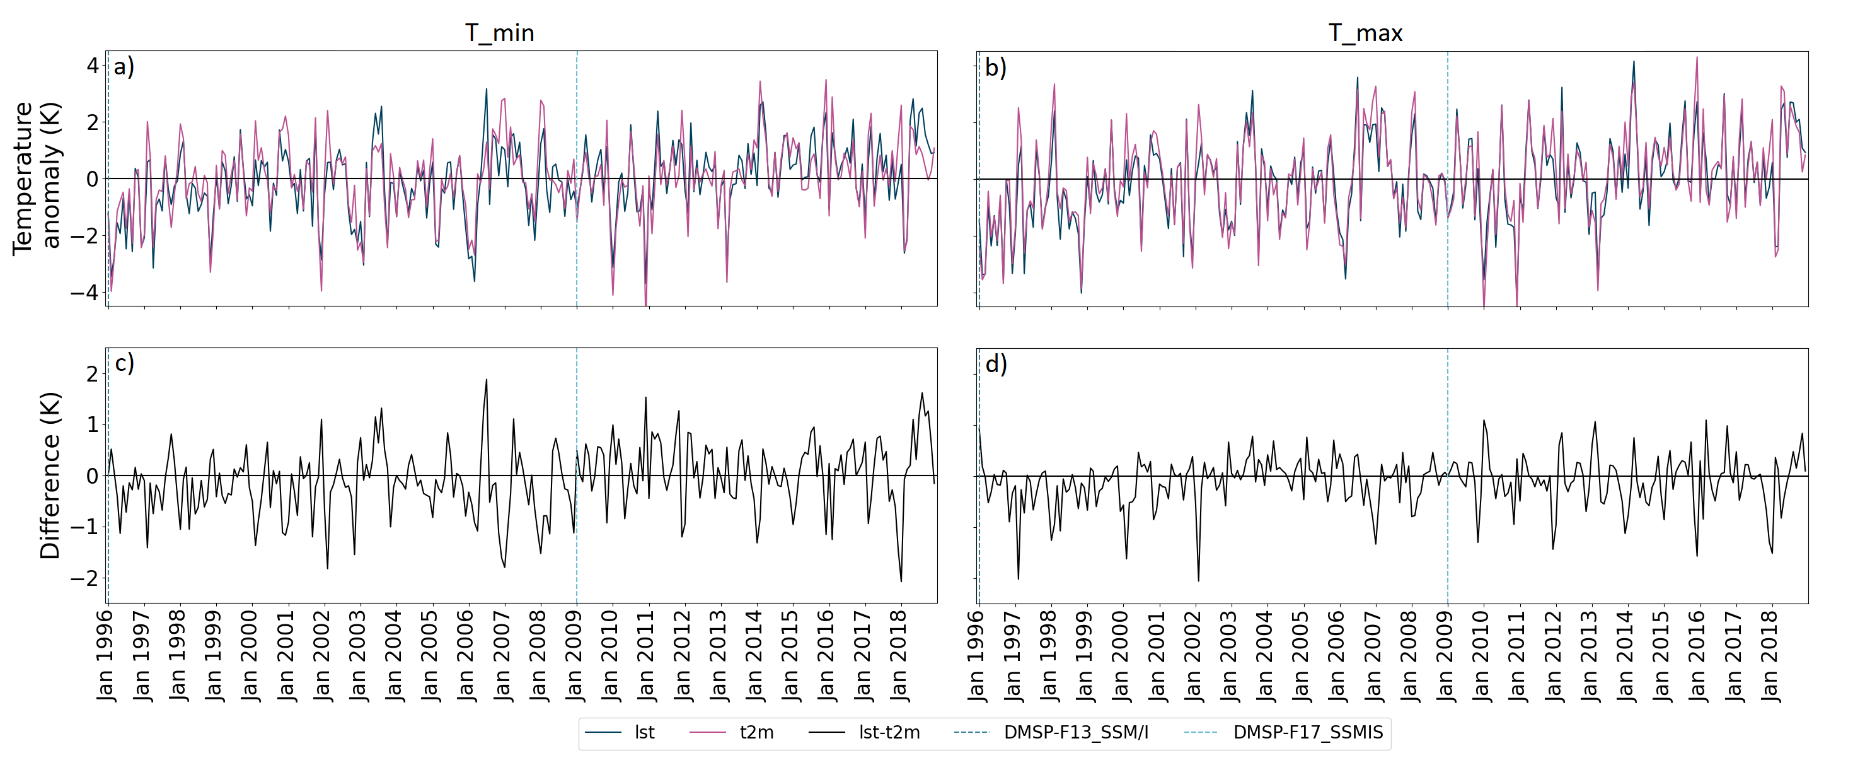 T_min
T_max
Temperature
anomaly (K)
a)
b)
4
2
0
−2
−4
Difference (K)
c)
d)
2
1
0
−1
−2
Jan 1996 Jan 1997 Jan 1998 Jan 1999 Jan 2000 Jan 2001 Jan 2002 Jan 2003 Jan 2004 Jan 2005 Jan 2006 Jan 2007 Jan 2008 Jan 2009 Jan 2010 Jan 2011 Jan 2012 Jan 2013 Jan 2014 Jan 2015 Jan 2016 Jan 2017 Jan 2018
Jan 1996 Jan 1997 Jan 1998 Jan 1999 Jan 2000 Jan 2001 Jan 2002 Jan 2003 Jan 2004 Jan 2005 Jan 2006 Jan 2007 Jan 2008 Jan 2009 Jan 2010 Jan 2011 Jan 2012 Jan 2013 Jan 2014 Jan 2015 Jan 2016 Jan 2017 Jan 2018
lst t2m lst-t2m DMSP-F13_SSM/I DMSP-F17_SSMIS